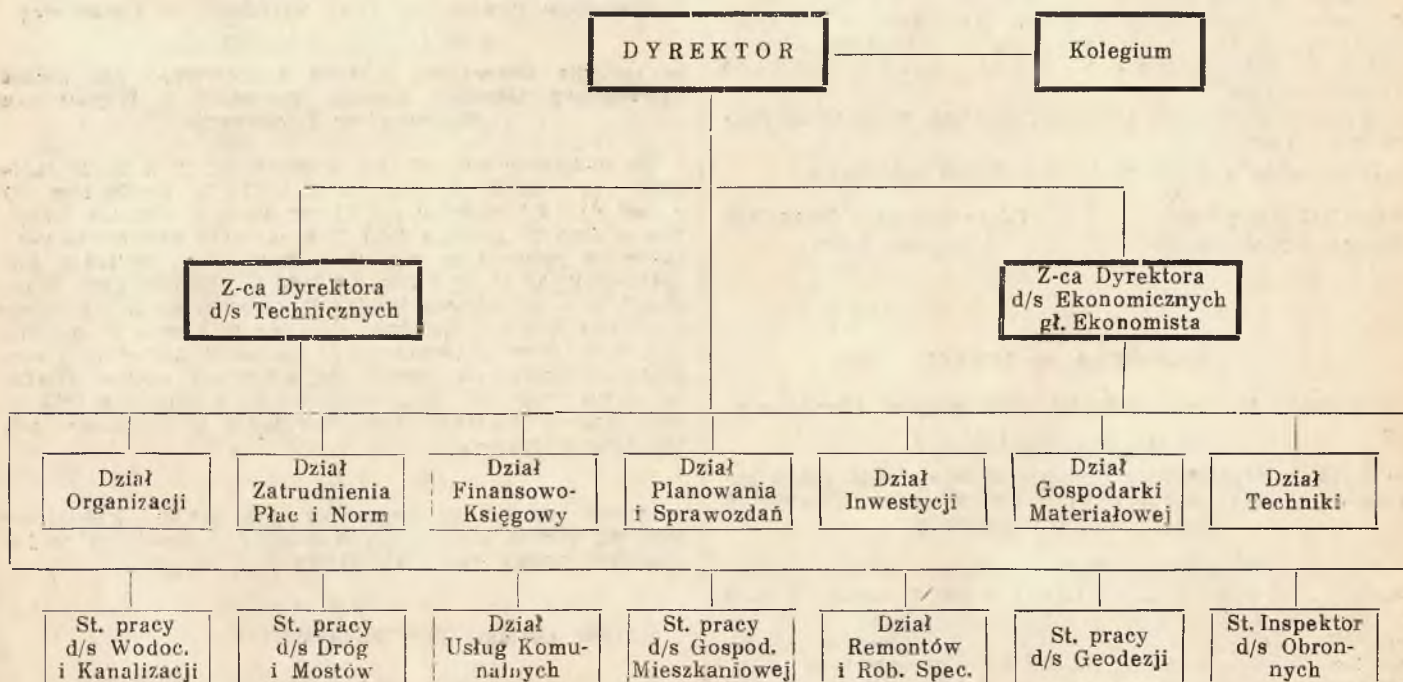 DYREKTOR
Kolegium
Z-ca Dyrektora
d/s Technicznych
Z-ca Dyrektora
d/s Ekonomicznych
gł. Ekonomista
Dział
Organizacji
Dział
Zatrudnienia
Płac i Norm
Dział
Finansowo-
Księgowy
Dział
Planowania
i Sprawozdań
Dział
Inwestycji
Dział
Gospodarki
Materiałowej
Dział
Techniki
St. pracy
d/s Wodoc.
i Kanalizacji
St. pracy
d/s Dróg
i Mostów
Dział
Usług Komu-
nalnych
St. pracy
d/s Gospod.
Mieszkaniowej
Dział
Remontów
i Rob. Spec.
St. pracy
d/s Geodezji
St. Inspektor
d/s Obron-
nych